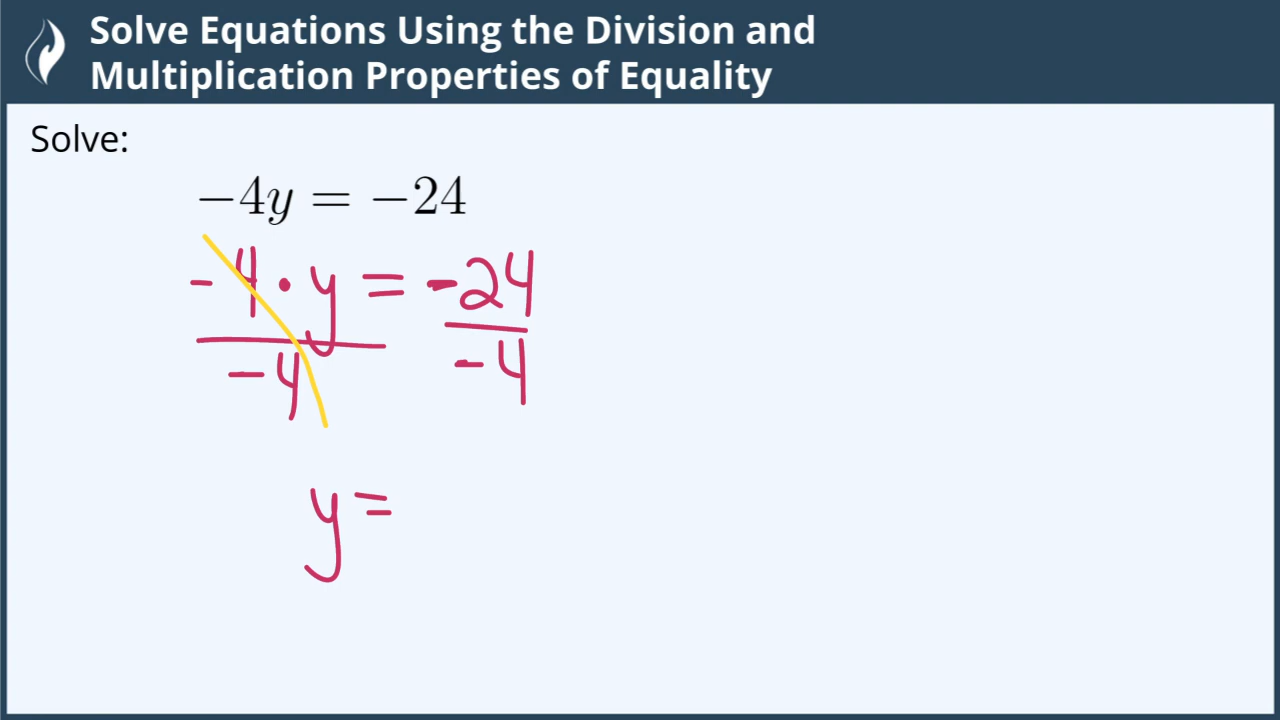 Solve Equations Using the Division and
Multiplication Properties of Equality
Solve:
−4y = −24
-4 • y = -24
-4 -4
y =